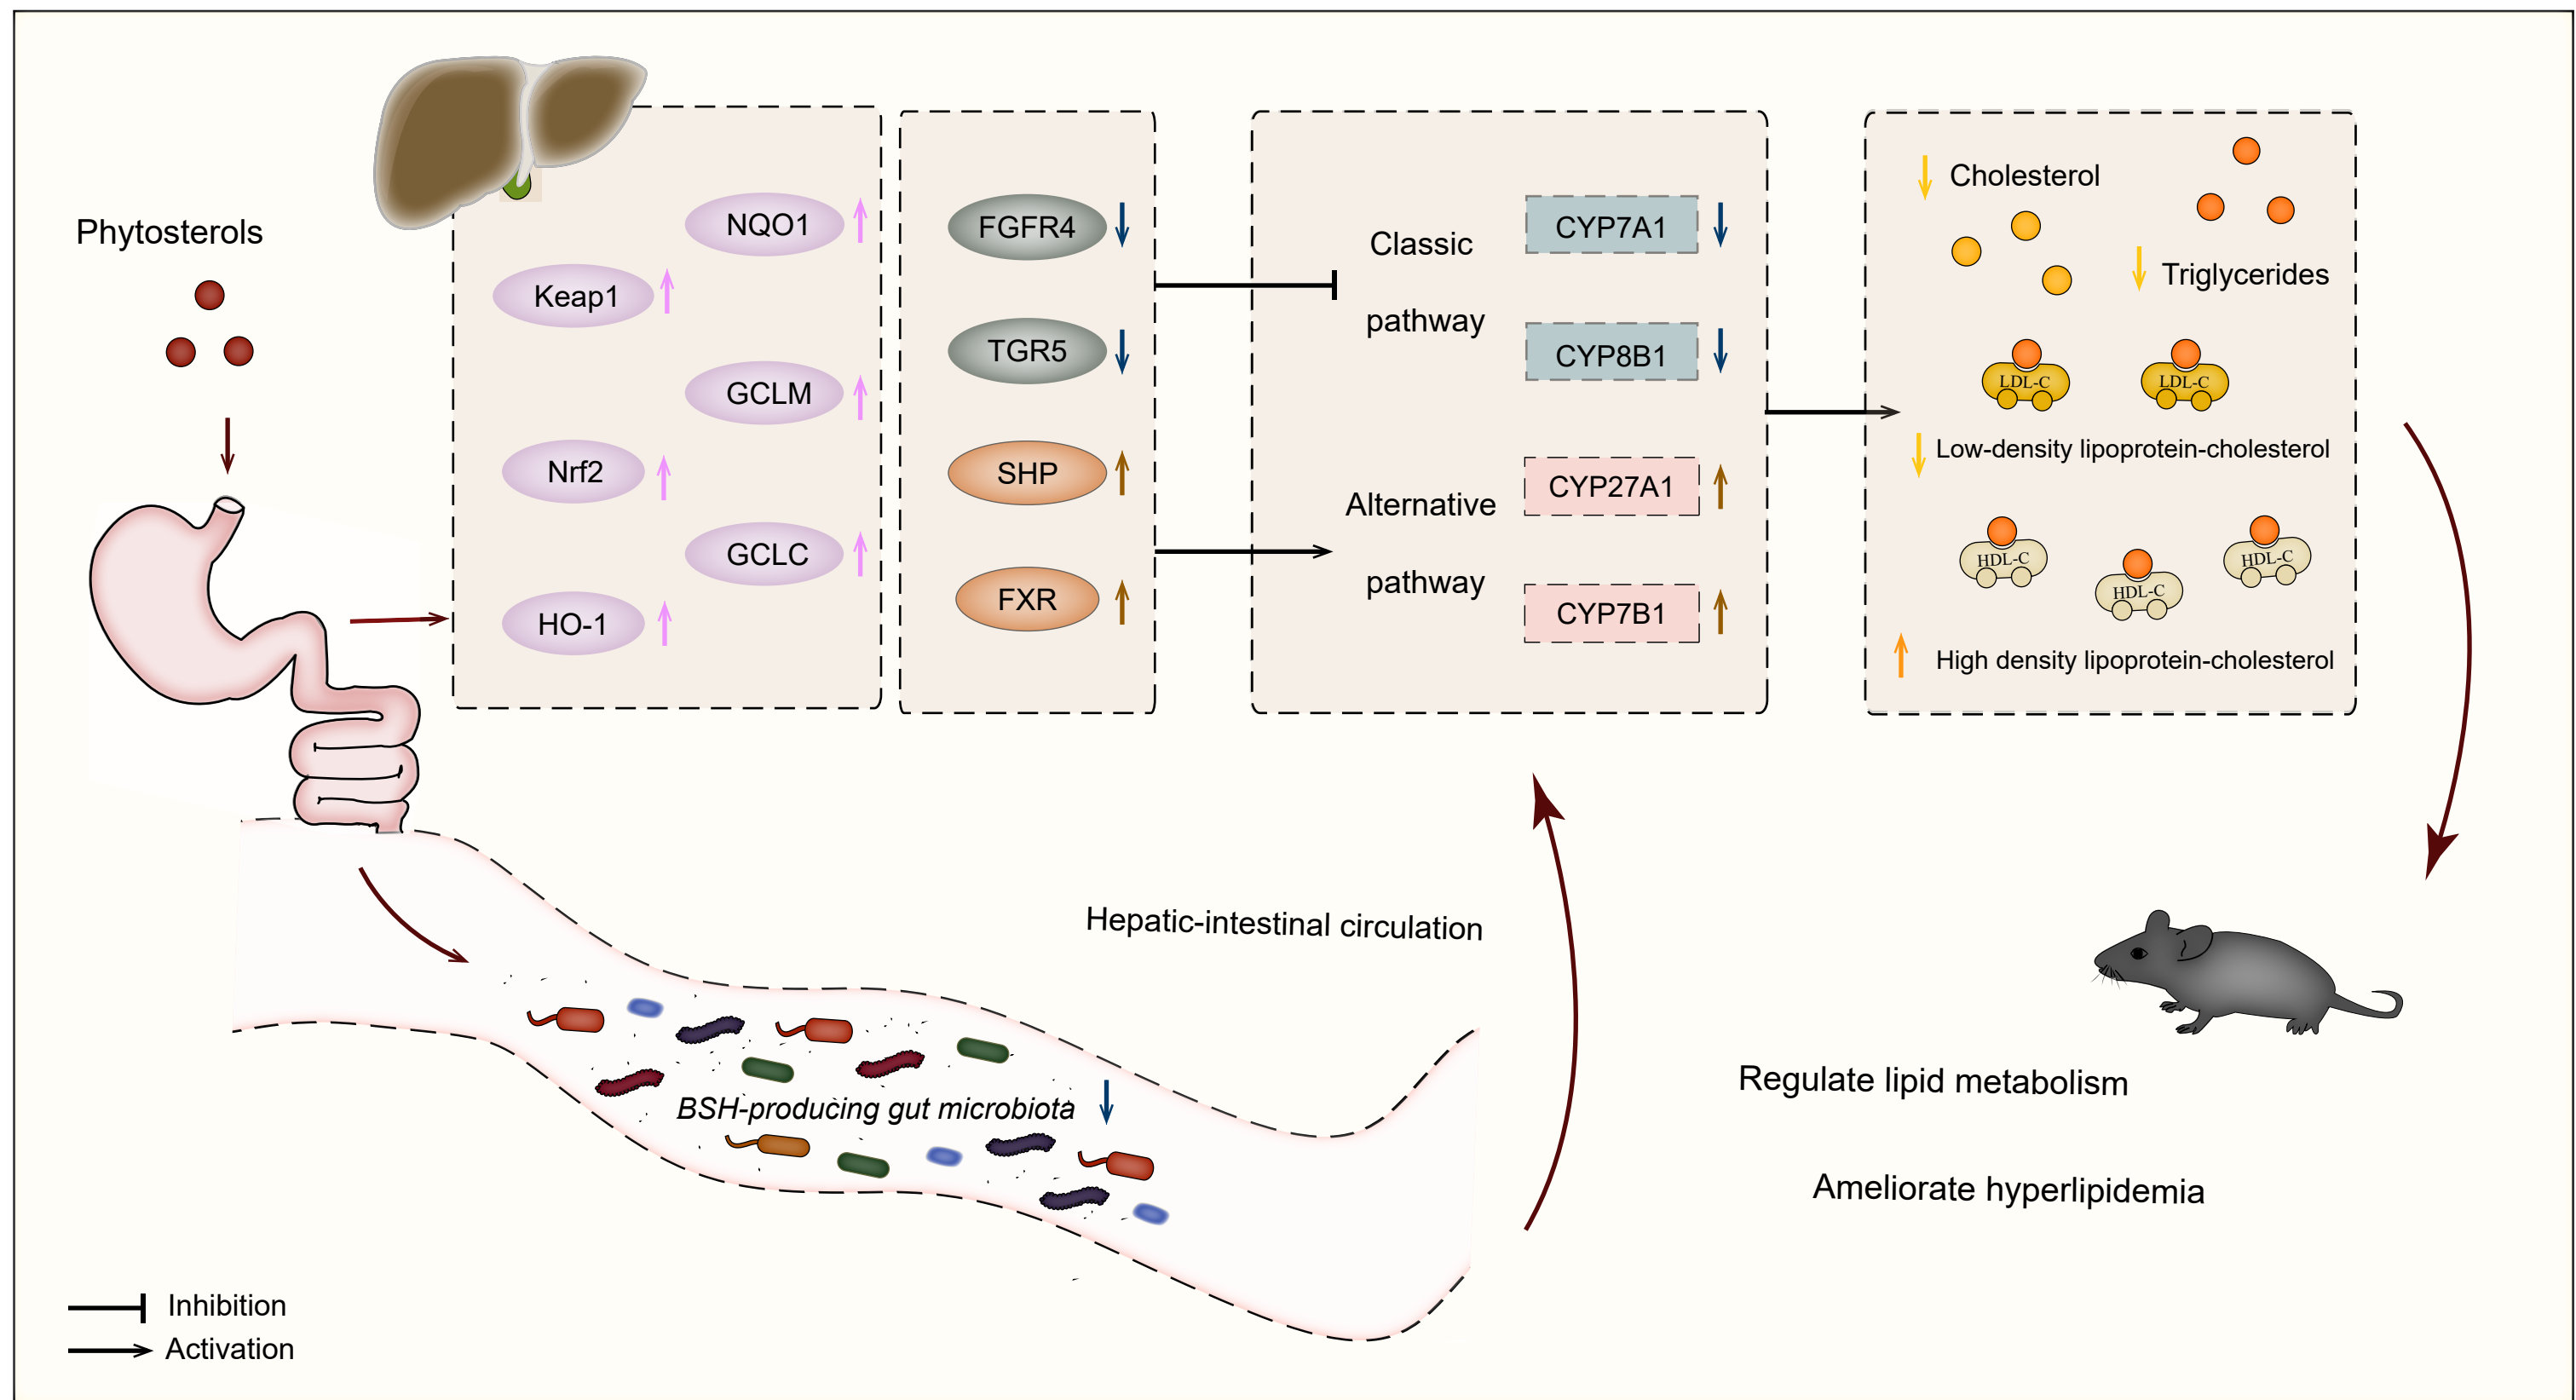 Phytosterols
NQO1
Keap1
GCLM
Nrf2
GCLC
HO-1
FGFR4
TGR5
SHP
FXR
Classic
pathway
CYP7A1
CYP8B1
Alternative
pathway
CYP27A1
CYP7B1
Cholesterol
Triglycerides
LDL-C
LDL-C
Low-density lipoprotein-cholesterol
HDL-C
HDL-C
HDL-C
High density lipoprotein-cholesterol
Hepatic-intestinal circulation
BSH-producing gut microbiota
Regulate lipid metabolism
Ameliorate hyperlipidemia
Inhibition
Activation